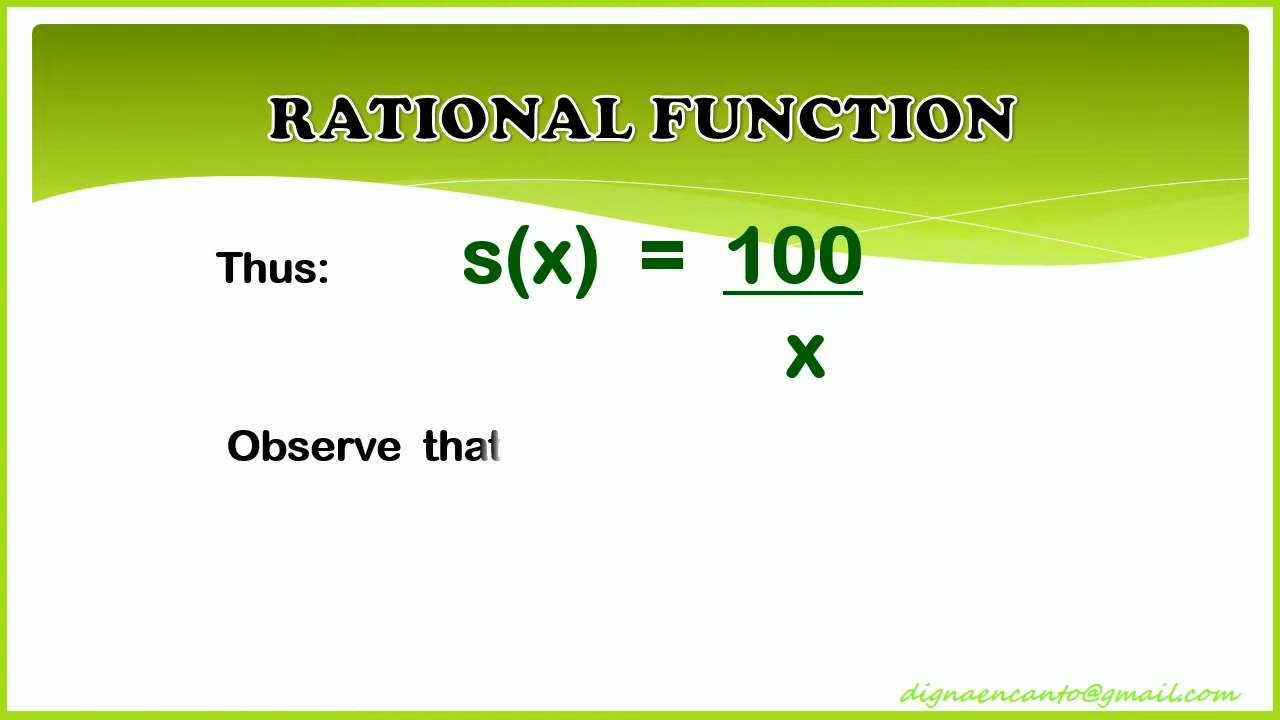 RATIONAL FUNCTION
Thus: s(x) = 100
x
Observe that
dignaencanto@gmail.com